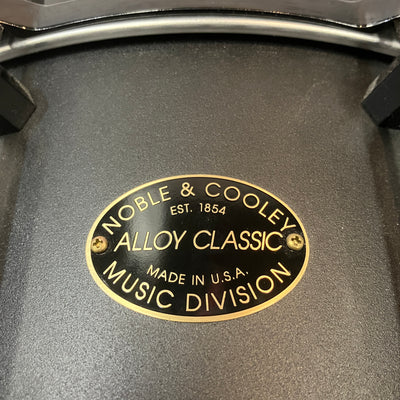 NOBLE & COOLEY
EST. 1854
ALLOY CLASSIC
MADE IN U.S.A.
MUSIC DIVISION